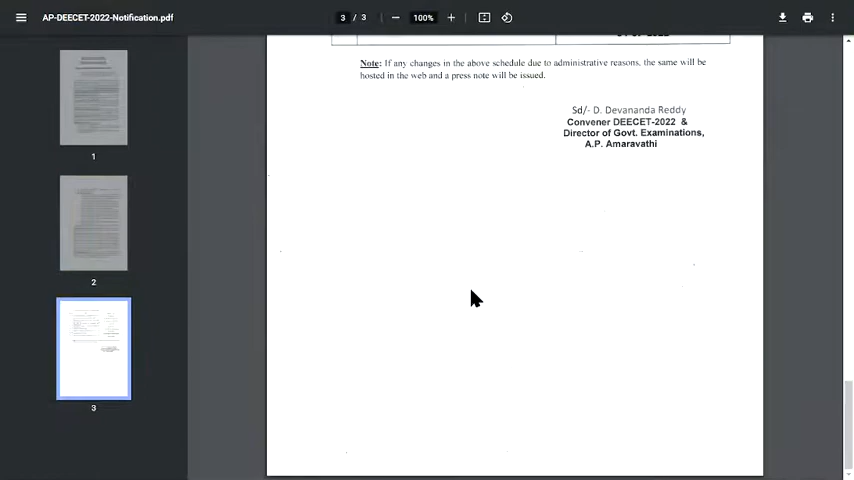 AP-DEECET-2022-Notification.pdf
3 / 3
100%
Note: If any changes in the above schedule due to administrative reasons, the same will be
hosted in the web and a press note will be issued.
Sd/- D. Devananda Reddy
Convener DEECET-2022 &
Director of Govt. Examinations,
A.P. Amaravathi
1
2
3